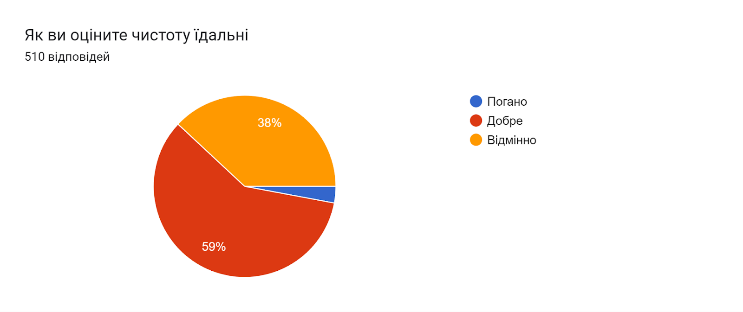 Як ви оціните чистоту їдальні
510 відповідей
38%
59%
Погано
Добре
Відмінно